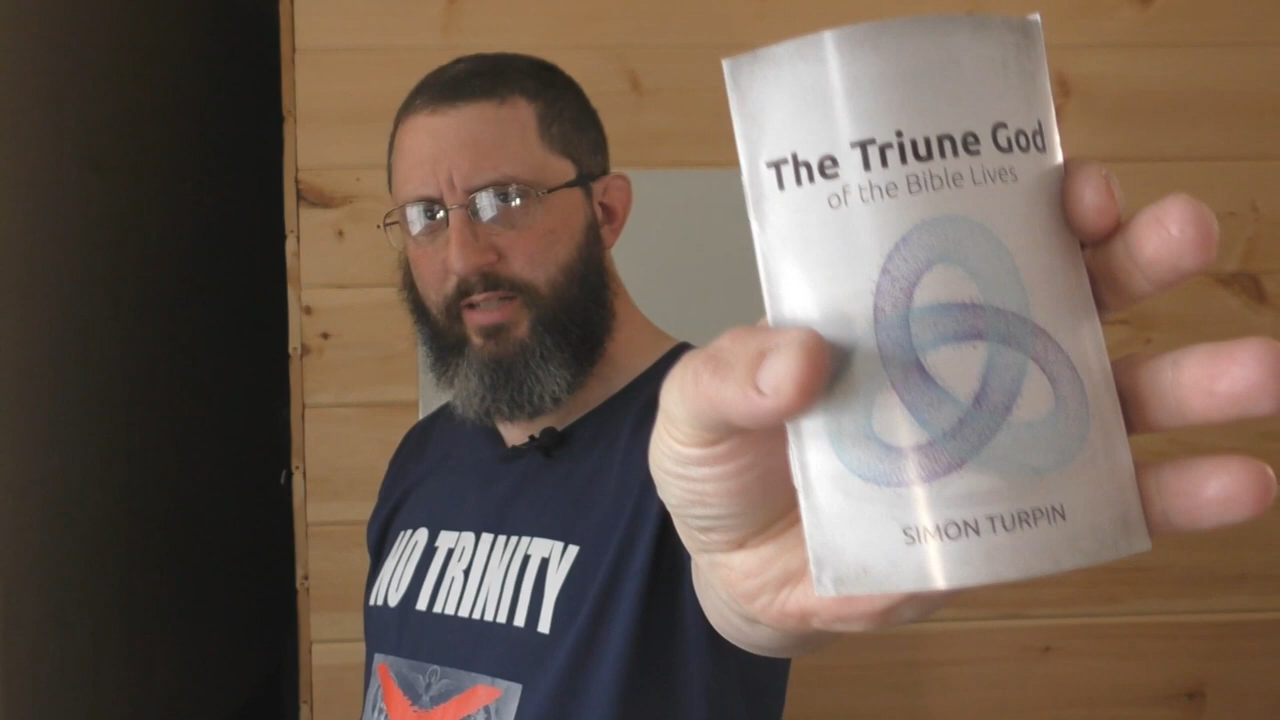 The Triune God
of the Bible Lives
SIMON TURPIN
NO TRINITY